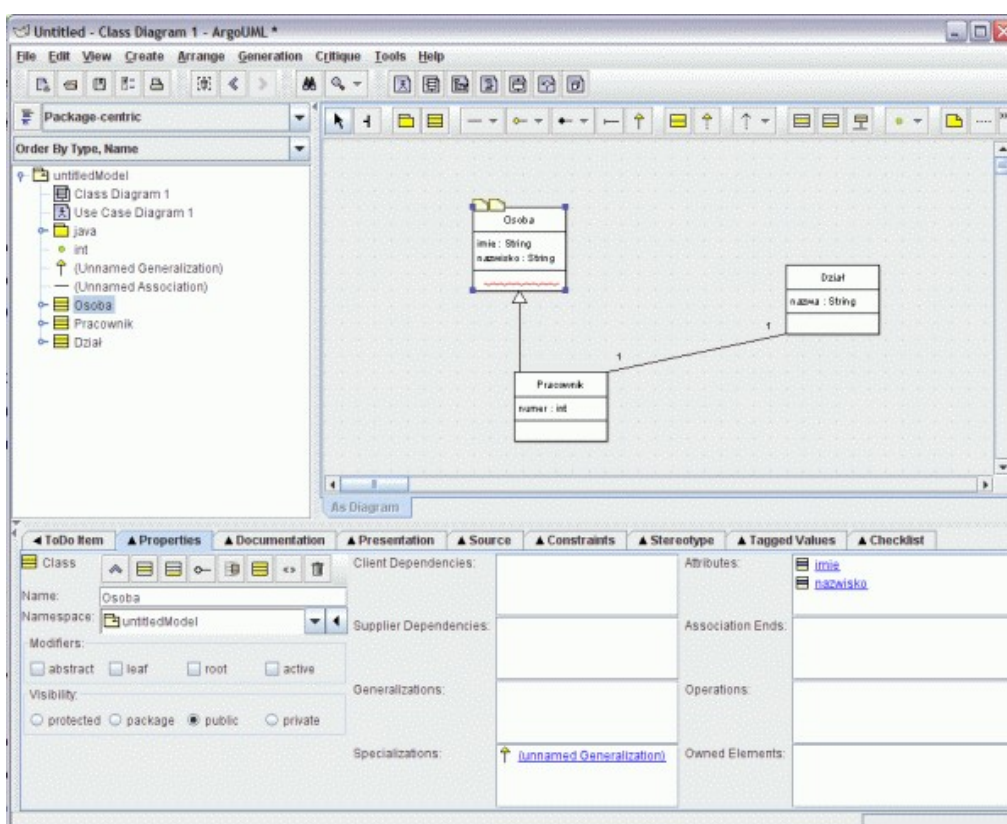 Untitled - Class Diagram 1 - ArgoUML *
File Edit View Create Arrange Generation Critique Tools Help
Package-centric
Order By Type, Name
untitledModel
Class Diagram 1
Use Case Diagram 1
java
int
(Unnamed Generalization)
(Unnamed Association)
Osoba
Pracownik
Dział
Osoba
imie : String
nazwisko : String
Dział
nazwa : String
1
1
Pracownik
numer : int
As Diagram
ToDo Item Properties Documentation Presentation Source Constraints Stereotype Tagged Values Checklist
Class
Name: Osoba
Namespace: untitledModel
Modifiers:
abstract leaf root active
Visibility:
protected package public private
Client Dependencies:
Supplier Dependencies:
Generalizations:
Specializations: (unnamed Generalization)
Attributes: imie
nazwisko
Association Ends:
Operations:
Owned Elements: